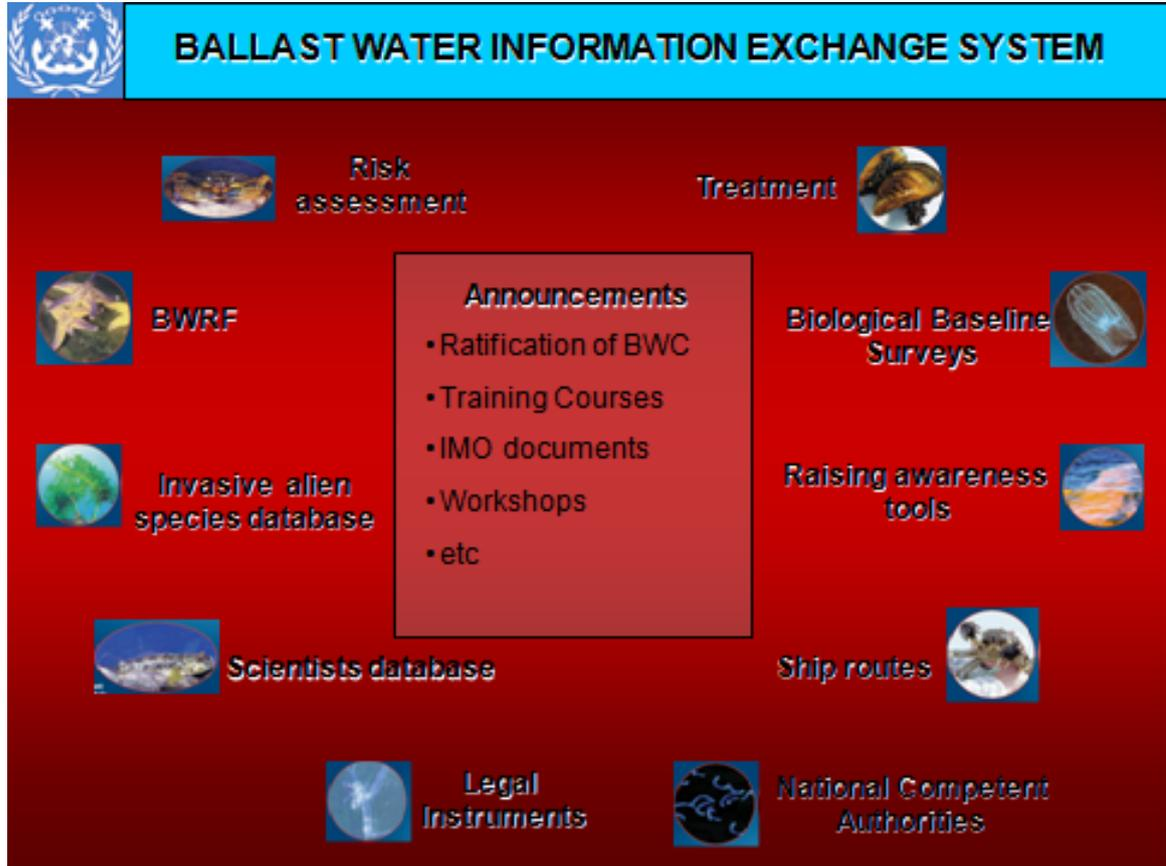 BALLAST WATER INFORMATION EXCHANGE SYSTEM
Risk
assessment
Treatment
BWRF
Announcements
•Ratification of BWC
•Training Courses
•IMO documents
•Workshops
•etc
Biological Baseline
Surveys
Invasive alien
species database
Raising awareness
tools
Scientists database
Ship routes
Legal
Instruments
National Competent
Authorities